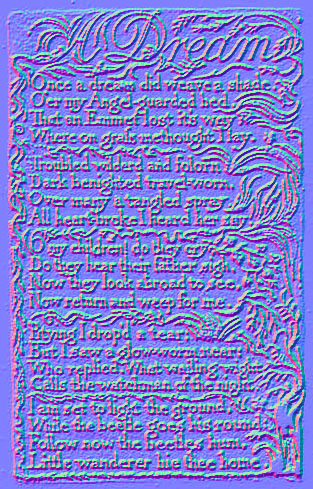 A Dream
Once a dream did weave a shade,
O'er my Angel-guarded bed,
That an Emmet lost it's way
Where on grass methought I lay.
Troubled wilderd and folorn
Dark benighted travel-worn,
Over many a tangled spray
All heart-broke I heard her say.
O my children! do they cry
Do they hear their father sigh.
Now they look abroad to see,
Now return and weep for me.
Pitying I dropd a tear:
But I saw a glow-worm near:
Who replied. What wailing wight
Calls the watchman of the night.
I am set to light the ground,
While the beetle goes his round:
Follow now the beetles hum,
Little wanderer hie thee home